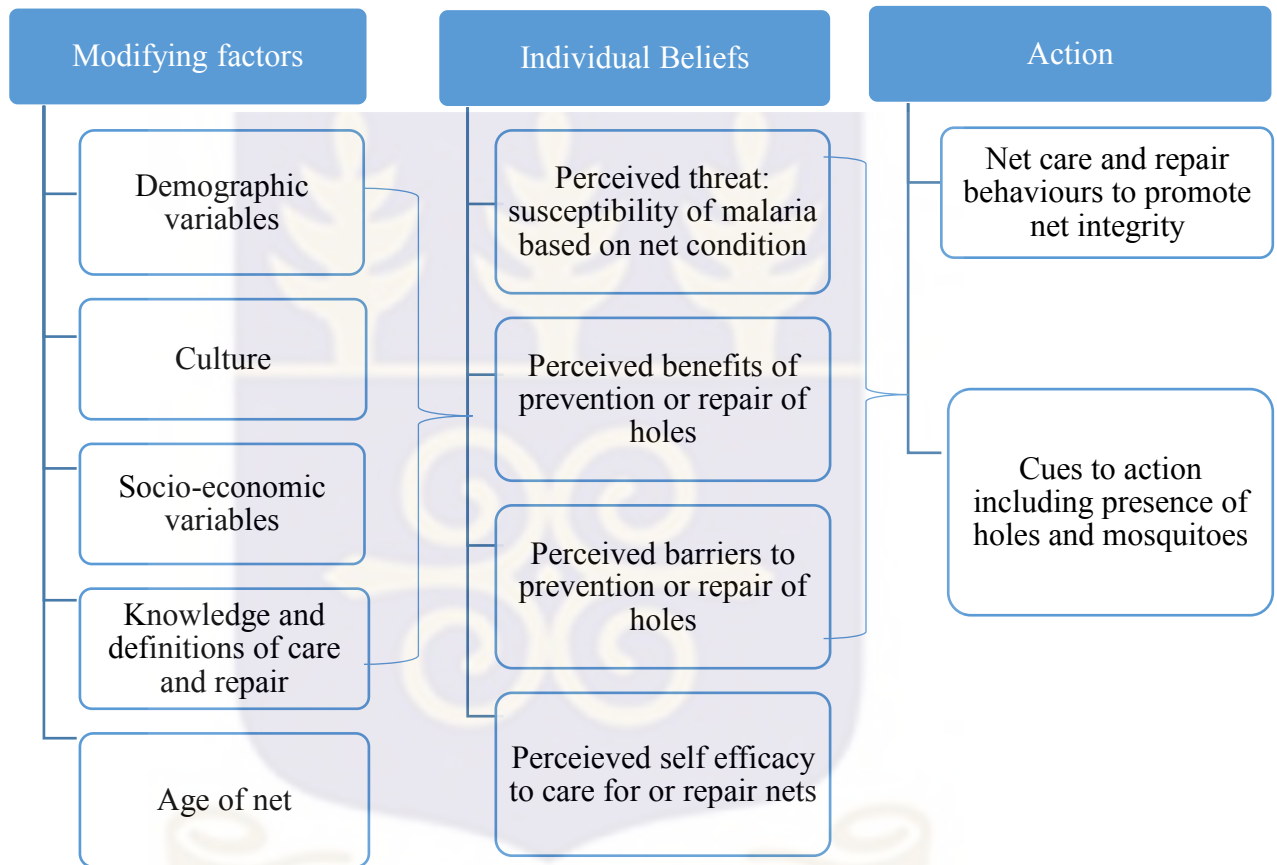 Modifying factors
Demographic
variables
Culture
Socio-economic
variables
Knowledge and
definitions of care
and repair
Age of net
Individual Beliefs
Perceived threat:
susceptibility of malaria
based on net condition
Perceived benefits of
prevention or repair of
holes
Perceived barriers to
prevention or repair of
holes
Perceieved self efficacy
to care for or repair nets
Action
Net care and repair
behaviours to promote
net integrity
Cues to action
including presence of
holes and mosquitoes